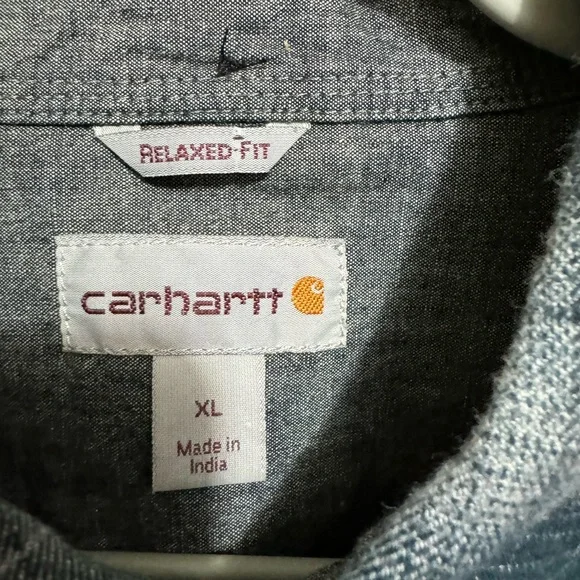 RELAXED-FIT
carhartt
XL
Made in
India